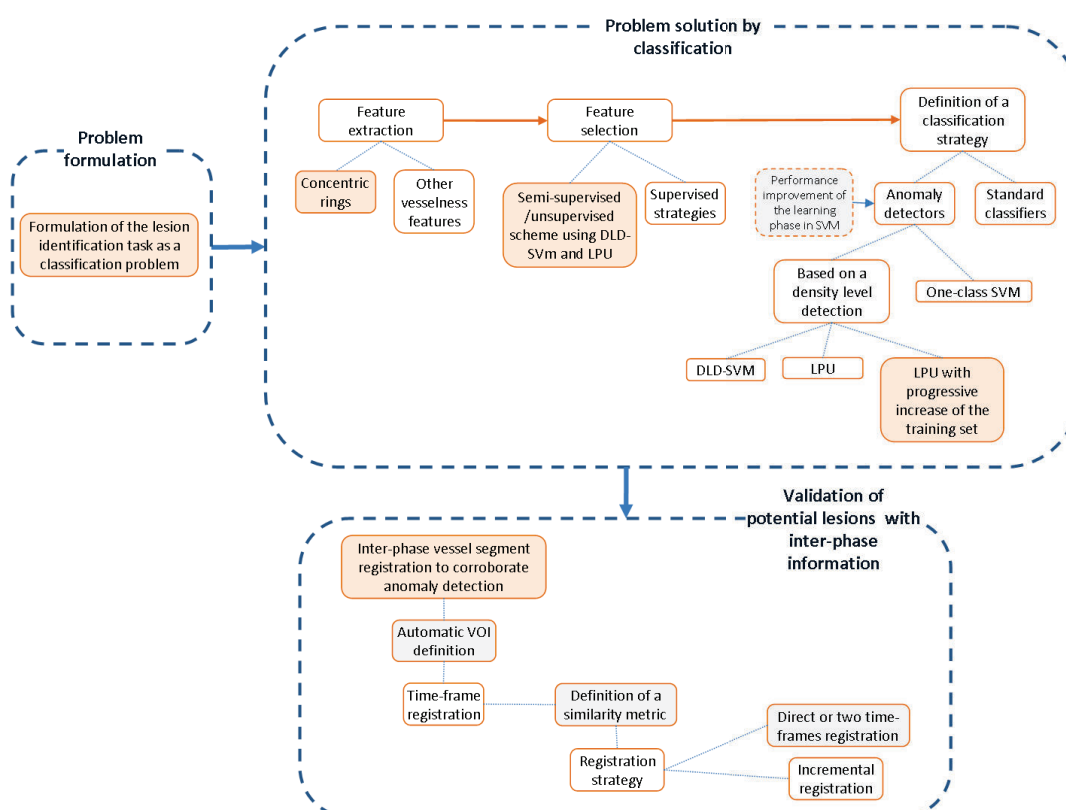 Problem solution by
classification
Problem
formulation
Formulation of the lesion
identification task as a
classification problem
Feature
extraction
Feature
selection
Definition of a
classification
strategy
Concentric
rings
Other
vesselness
features
Semi-supervised
/unsupervised
scheme using DLD-
SVm and LPU
Supervised
strategies
Performance
improvement of
the learning
phase in SVM
Anomaly
detectors
Standard
classifiers
Based on a
density level
detection
One-class SVM
DLD-SVM
LPU
LPU with
progressive
increase of the
training set
Validation of
potential lesions with
inter-phase
information
Inter-phase vessel segment
registration to corroborate
anomaly detection
Automatic VOI
definition
Time-frame
registration
Definition of a
similarity metric
Registration
strategy
Direct or two time-
frames registration
Incremental
registration